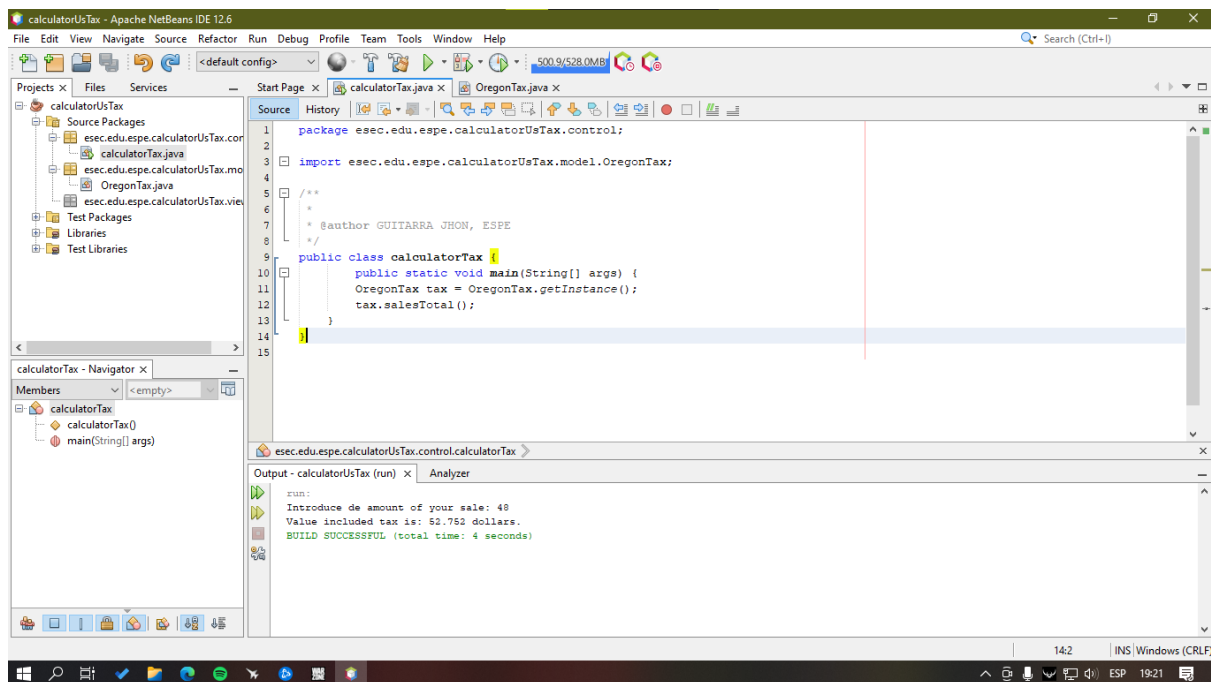 calculatorUsTax - Apache NetBeans IDE 12.6
File Edit View Navigate Source Refactor Run Debug Profile Team Tools Window Help
Search (Ctrl+I)
<default config>
500.9/528.0MB
Projects Files Services
Start Page calculatorTax.java OregonTax.java
Source History
calculatorUsTax
Source Packages
esec.edu.espe.calculatorUsTax.cor
calculatorTax.java
esec.edu.espe.calculatorUsTax.mo
OregonTax.java
esec.edu.espe.calculatorUsTax.viev
Test Packages
Libraries
Test Libraries
1 package esec.edu.espe.calculatorUsTax.control;
2
3 import esec.edu.espe.calculatorUsTax.model.OregonTax;
4
5 /**
6 *
7 * @author GUITARRA JHON, ESPE
8 */
9 public class calculatorTax {
10 public static void main(String[] args) {
11 OregonTax tax = OregonTax.getInstance();
12 tax.salesTotal();
13 }
14 }
15
calculatorTax - Navigator
Members <empty>
calculatorTax
calculatorTax()
main(String[] args)
esec.edu.espe.calculatorUsTax.control.calculatorTax
Output - calculatorUsTax (run) Analyzer
run:
Introduce de amount of your sale: 48
Value included tax is: 52.752 dollars.
BUILD SUCCESSFUL (total time: 4 seconds)
14:2 INS Windows (CRLF)
ESP 19:21